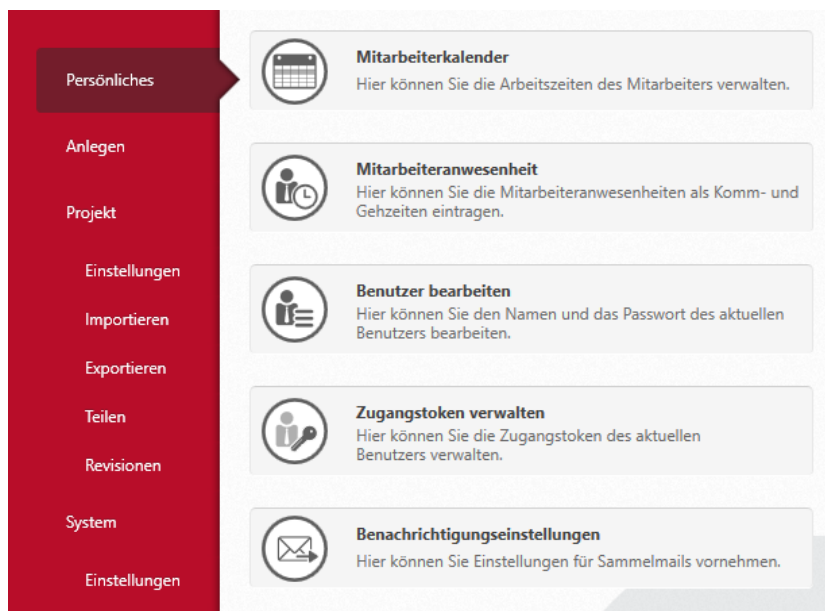 Persönliches
Anlegen
Projekt
Einstellungen
Importieren
Exportieren
Teilen
Revisionen
System
Einstellungen
Mitarbeiterkalender
Hier können Sie die Arbeitszeiten des Mitarbeiters verwalten.
Mitarbeiteranwesenheit
Hier können Sie die Mitarbeiteranwesenheiten als Komm- und
Gehzeiten eintragen.
Benutzer bearbeiten
Hier können Sie den Namen und das Passwort des aktuellen
Benutzers bearbeiten.
Zugangstoken verwalten
Hier können Sie die Zugangstoken des aktuellen
Benutzers verwalten.
Benachrichtigungseinstellungen
Hier können Sie Einstellungen für Sammelmails vornehmen.